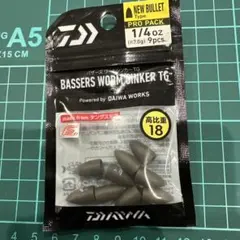 A5
15 CM
NEW BULLET
Type
PRO PACK
1/4oz
9pcs.
BASSERS WORM SINKER TG
Powered by DAIWA WORKS
高比重
18
DAIWA